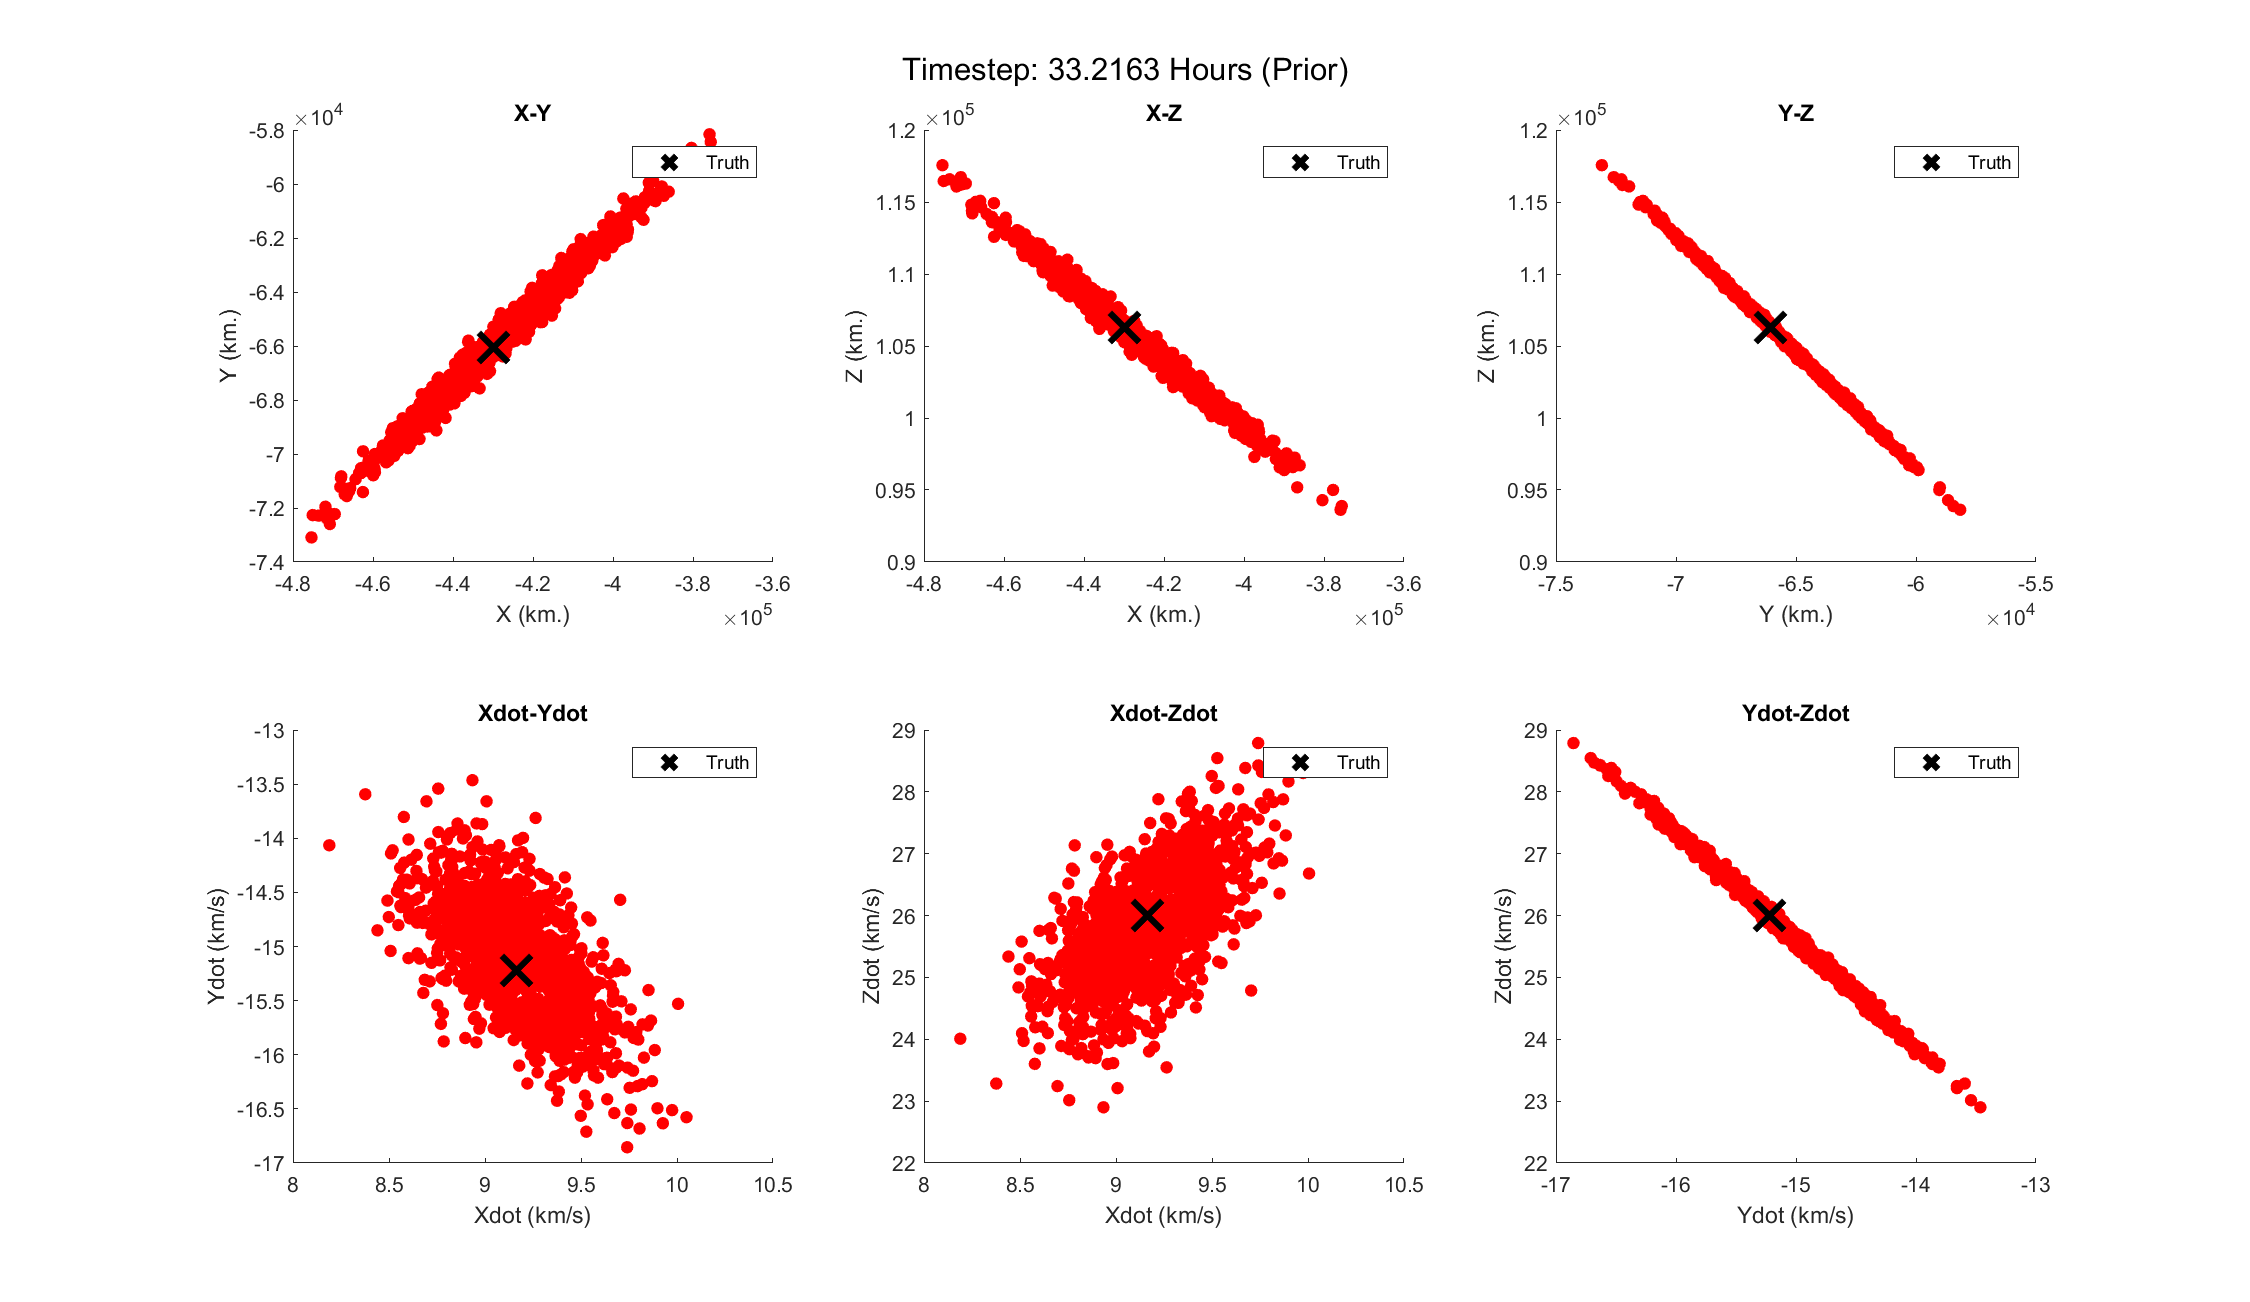 Timestep: 33.2163 Hours (Prior)
X-Y
×10^4
-5.8
-6
-6.2
-6.4
-6.6
-6.8
-7
-7.2
-7.4
Y (km.)
Truth
-4.8 -4.6 -4.4 -4.2 -4 -3.8 -3.6
X (km.)
×10^5
X-Z
×10^5
1.2
1.15
1.1
1.05
1
0.95
0.9
Z (km.)
Truth
-4.8 -4.6 -4.4 -4.2 -4 -3.8 -3.6
X (km.)
×10^5
Y-Z
×10^5
1.2
1.15
1.1
1.05
1
0.95
0.9
Z (km.)
Truth
-7.5 -7 -6.5 -6 -5.5
Y (km.)
×10^4
Xdot-Ydot
-13
-13.5
-14
-14.5
-15
-15.5
-16
-16.5
-17
Ydot (km/s)
Truth
8 8.5 9 9.5 10 10.5
Xdot (km/s)
Xdot-Zdot
29
28
27
26
25
24
23
22
Zdot (km/s)
Truth
8 8.5 9 9.5 10 10.5
Xdot (km/s)
Ydot-Zdot
29
28
27
26
25
24
23
22
Zdot (km/s)
Truth
-17 -16 -15 -14 -13
Ydot (km/s)